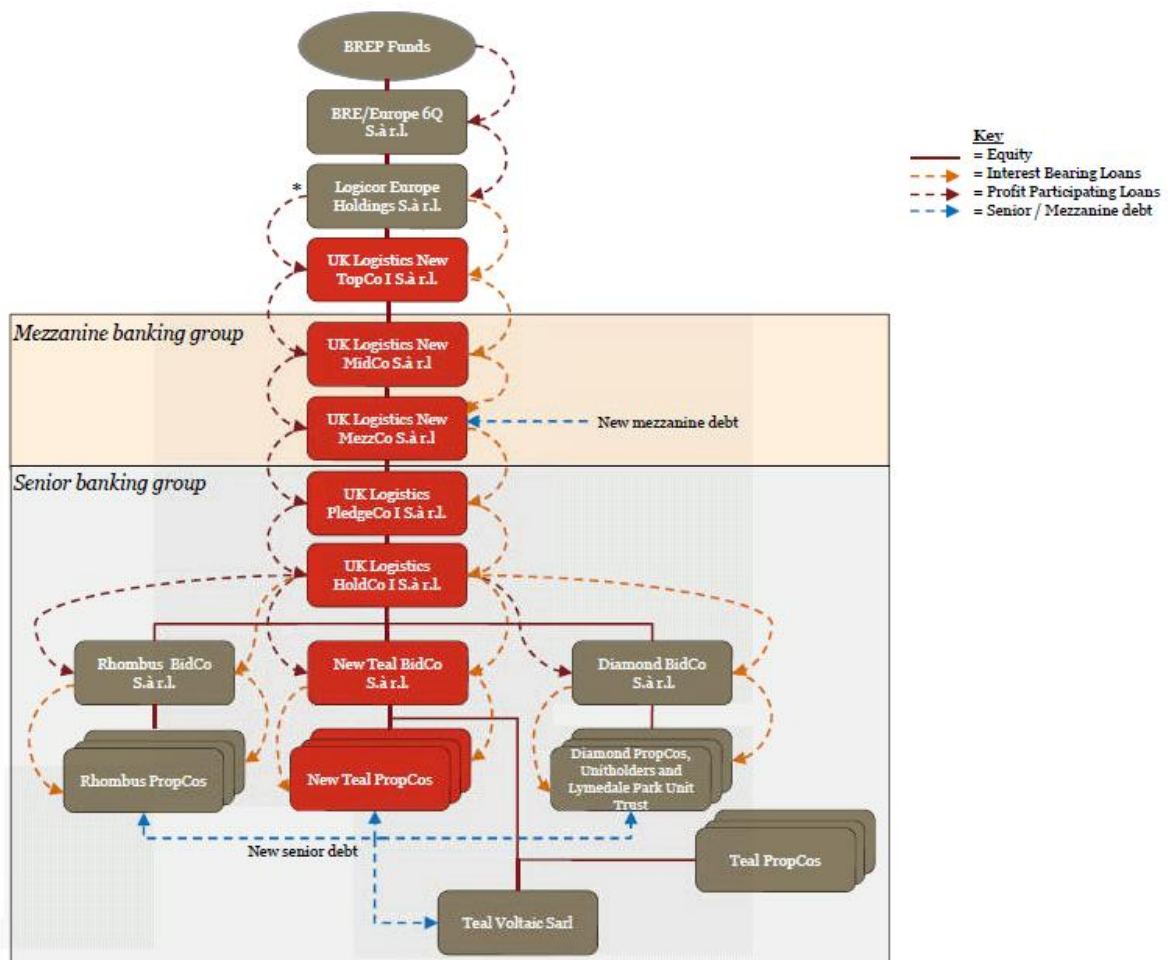 BREP Funds
BRE/Europe 6Q
S.à r.l.
*
Logicor Europe
Holdings S.à r.l.
UK Logistics New
TopCo I S.à r.l.
Key
= Equity
= Interest Bearing Loans
= Profit Participating Loans
= Senior / Mezzanine debt
Mezzanine banking group
UK Logistics New
MidCo S.à r.l
UK Logistics New
MezzCo S.à r.l
New mezzanine debt
Senior banking group
UK Logistics
PledgeCo I S.à r.l.
UK Logistics
HoldCo I S.à r.l.
Rhombus BidCo
S.à r.l.
New Teal BidCo
S.à r.l.
Diamond BidCo
S.à r.l.
Rhombus PropCos
New Teal PropCos
Diamond PropCos,
Unitholders and
Lymedale Park Unit
Trust
New senior debt
Teal PropCos
Teal Voltaic Sarl